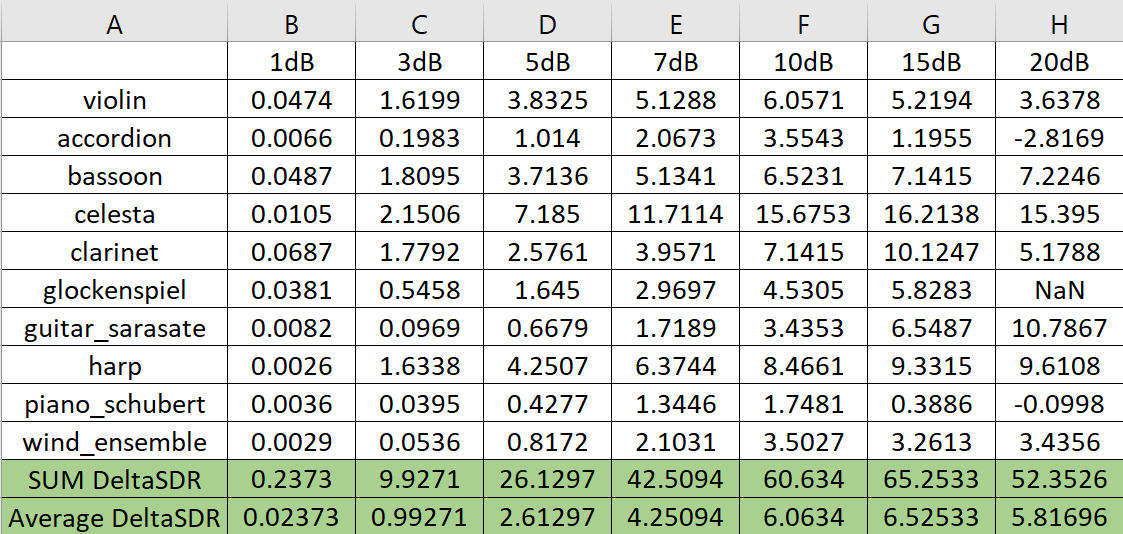 A B C D E F G H
1dB 3dB 5dB 7dB 10dB 15dB 20dB
violin 0.0474 1.6199 3.8325 5.1288 6.0571 5.2194 3.6378
accordion 0.0066 0.1983 1.014 2.0673 3.5543 1.1955 -2.8169
bassoon 0.0487 1.8095 3.7136 5.1341 6.5231 7.1415 7.2246
celesta 0.0105 2.1506 7.185 11.7114 15.6753 16.2138 15.395
clarinet 0.0687 1.7792 2.5761 3.9571 7.1415 10.1247 5.1788
glockenspiel 0.0381 0.5458 1.645 2.9697 4.5305 5.8283 NaN
guitar_sarasate 0.0082 0.0969 0.6679 1.7189 3.4353 6.5487 10.7867
harp 0.0026 1.6338 4.2507 6.3744 8.4661 9.3315 9.6108
piano_schubert 0.0036 0.0395 0.4277 1.3446 1.7481 0.3886 -0.0998
wind_ensemble 0.0029 0.0536 0.8172 2.1031 3.5027 3.2613 3.4356
SUM DeltaSDR 0.2373 9.9271 26.1297 42.5094 60.634 65.2533 52.3526
Average DeltaSDR 0.02373 0.99271 2.61297 4.25094 6.0634 6.52533 5.81696